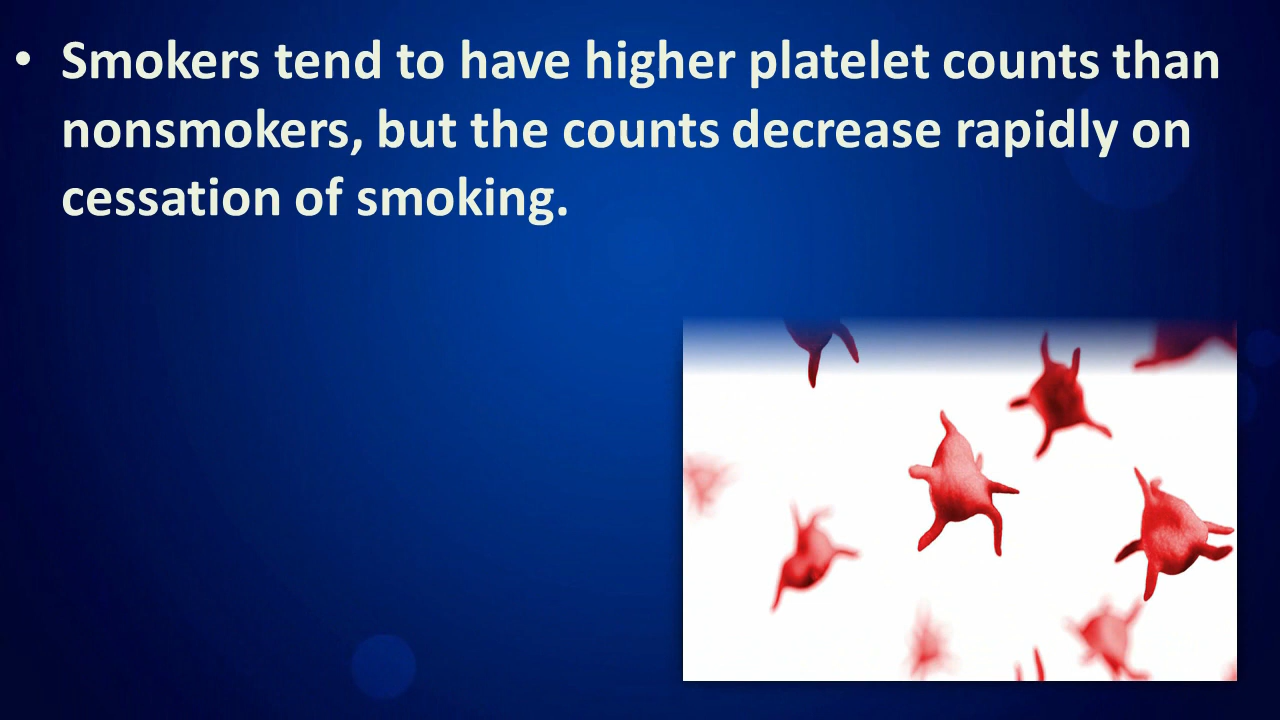 • Smokers tend to have higher platelet counts than
nonsmokers, but the counts decrease rapidly on
cessation of smoking.